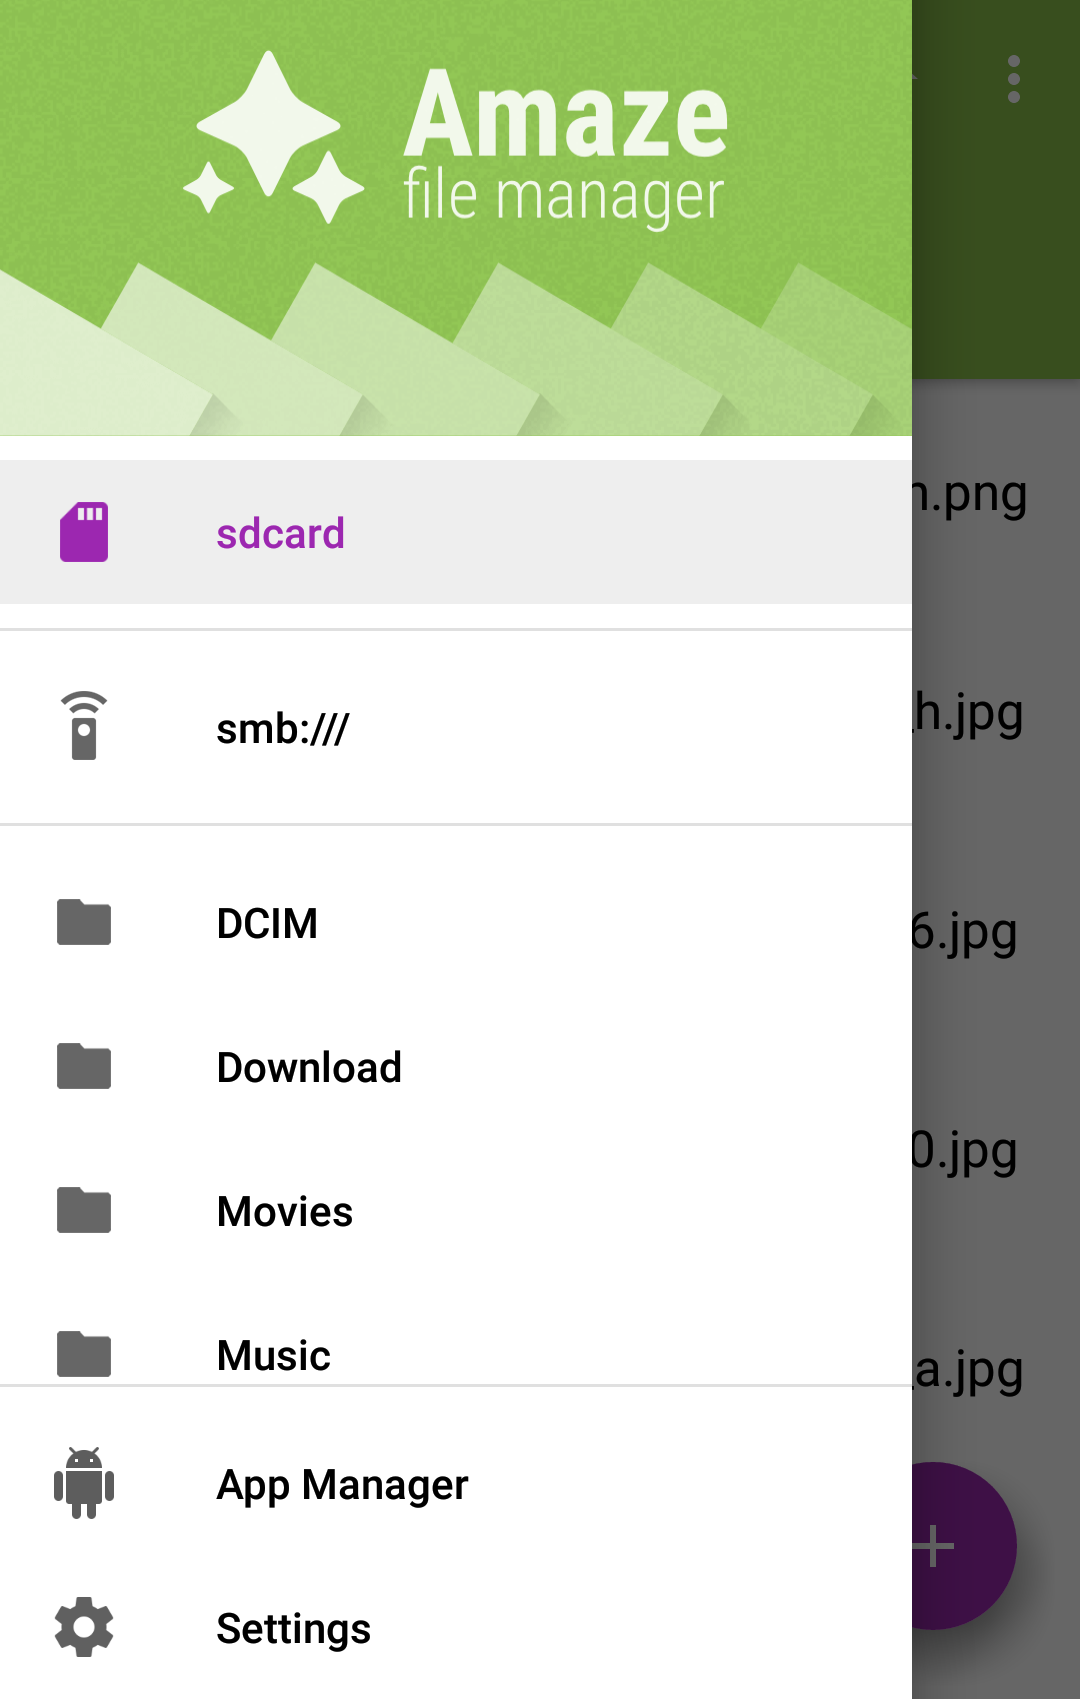 Amaze
file manager
sdcard
smb:///
DCIM
Download
Movies
Music
App Manager
Settings
.png
h.jpg
6.jpg
0.jpg
a.jpg